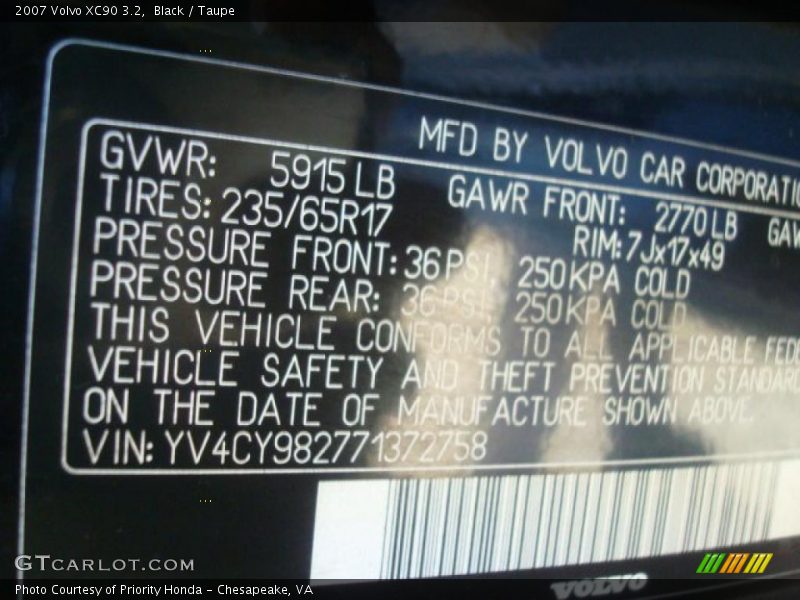 2007 Volvo XC90 3.2, Black / Taupe
MFD BY VOLVO CAR CORPORATIO
GVWR: 5915 LB GAWR FRONT: 2770 LB GAW
TIRES: 235/65R17 RIM: 7Jx17x49
PRESSURE FRONT: 36 PSI, 250 KPA COLD
PRESSURE REAR: 36 PSI, 250 KPA COLD
THIS VEHICLE CONFORMS TO ALL APPLICABLE FEDE
VEHICLE SAFETY AND THEFT PREVENTION STANDARD
ON THE DATE OF MANUFACTURE SHOWN ABOVE.
VIN: YV4CY982771372758
VOLVO
GTCARLOT.COM
Photo Courtesy of Priority Honda - Chesapeake, VA